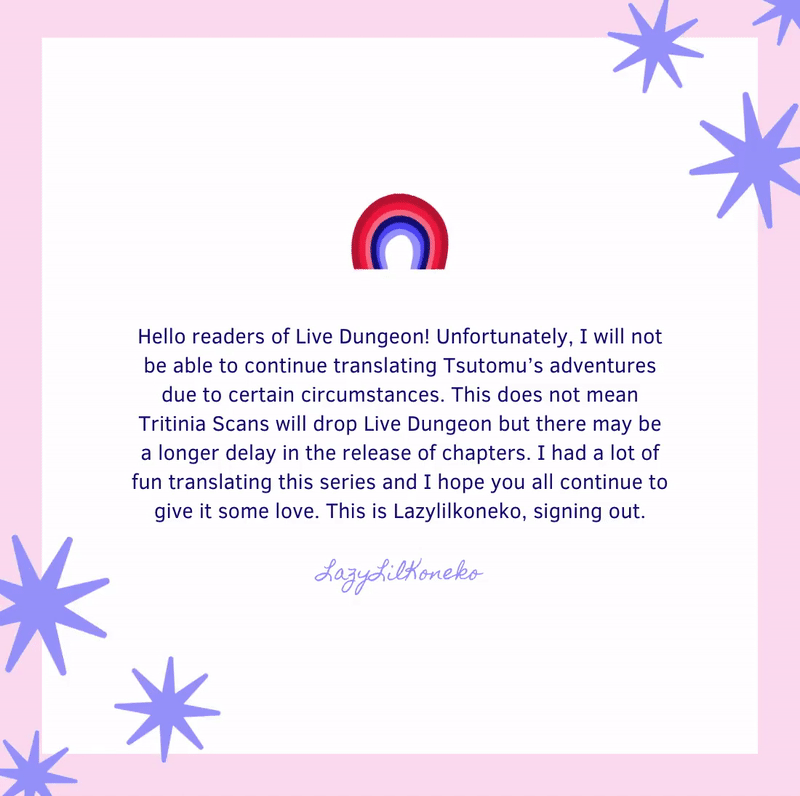 Hello readers of Live Dungeon! Unfortunately, I will not
be able to continue translating Tsutomu’s adventures
due to certain circumstances. This does not mean
Tritinia Scans will drop Live Dungeon but there may be
a longer delay in the release of chapters. I had a lot of
fun translating this series and I hope you all continue to
give it some love. This is Lazylilkoneko, signing out.
LazyLilKoneko